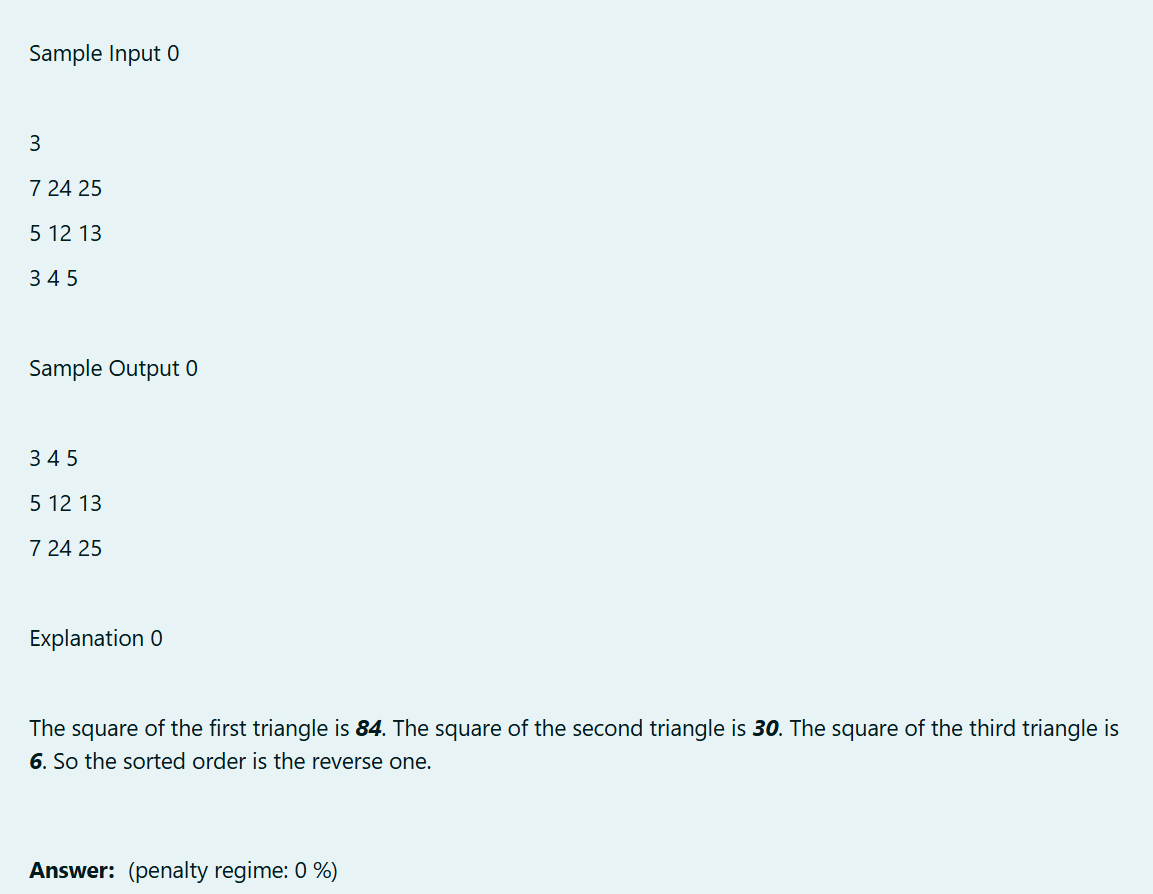 Sample Input 0
3
7 24 25
5 12 13
3 4 5
Sample Output 0
3 4 5
5 12 13
7 24 25
Explanation 0
The square of the first triangle is 84. The square of the second triangle is 30. The square of the third triangle is
6. So the sorted order is the reverse one.
Answer: (penalty regime: 0 %)